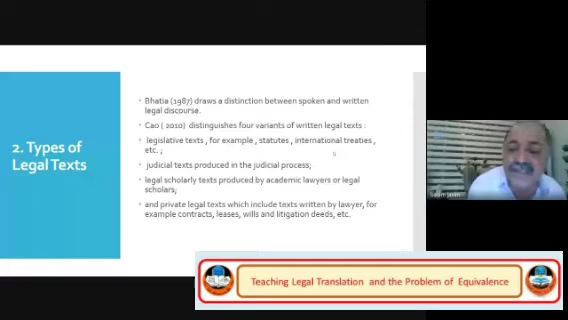 2. Types of
Legal Texts
Bhatia (1987) draws a distinction between spoken and written
legal discourse.
Cao ( 2010) distinguishes four variants of written legal texts :
legislative texts , for example , statutes , international treaties ,
etc. ;
judicial texts produced in the judicial process;
legal scholarly texts produced by academic lawyers or legal
scholars;
and private legal texts which include texts written by lawyer, for
example contracts, leases, wills and litigation deeds, etc.
Teaching Legal Translation and the Problem of Equivalence